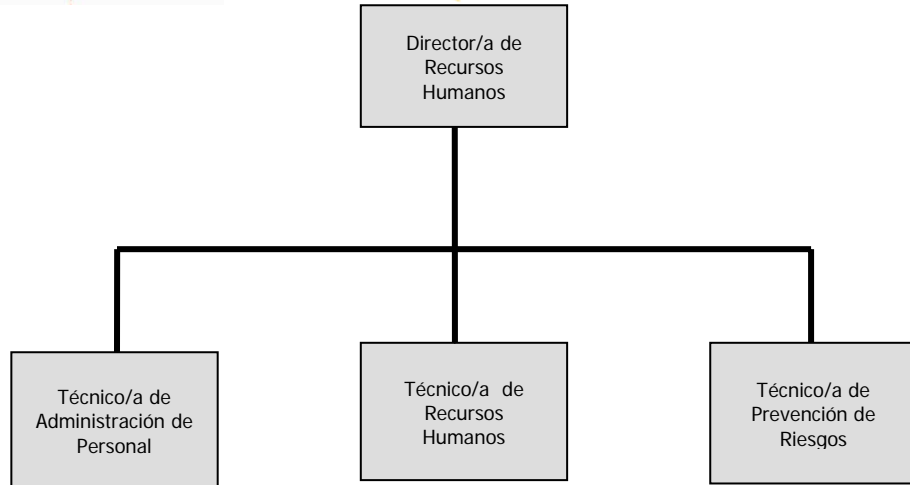 Director/a de
Recursos
Humanos
Técnico/a de
Administración de
Personal
Técnico/a de
Recursos
Humanos
Técnico/a de
Prevención de
Riesgos